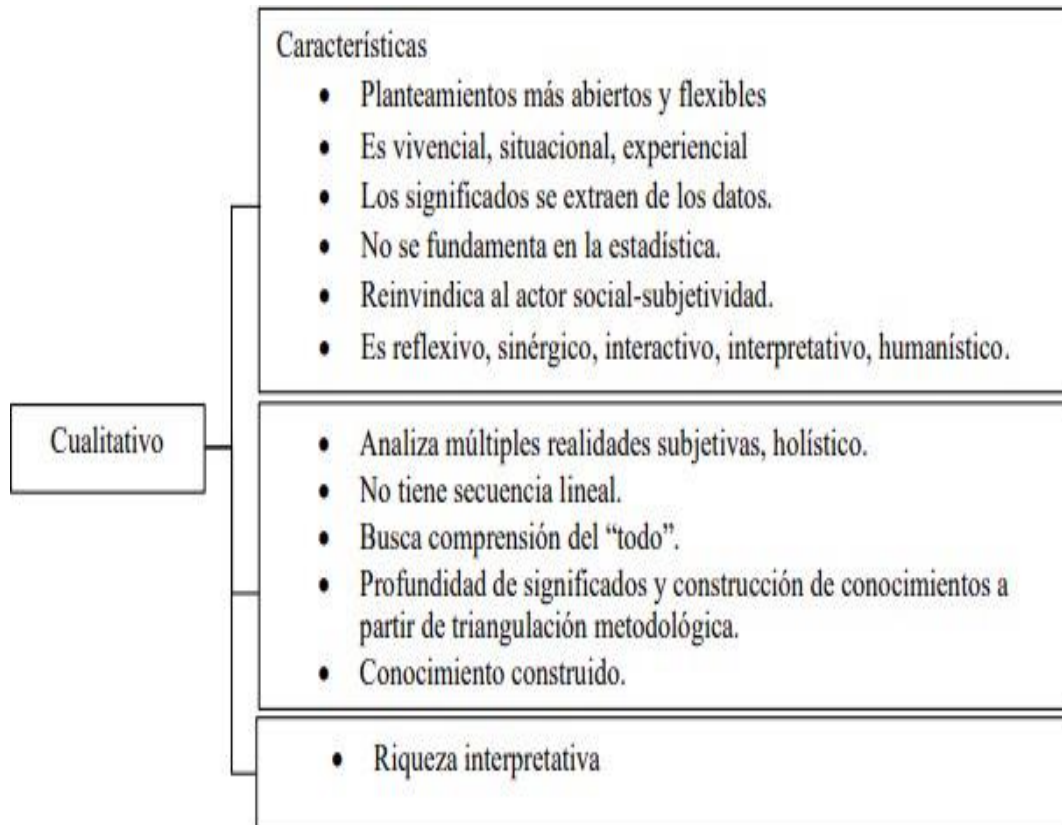 Características
• Planteamientos más abiertos y flexibles
• Es vivencial, situacional, experiencial
• Los significados se extraen de los datos.
• No se fundamenta en la estadística.
• Reinvindica al actor social-subjetividad.
• Es reflexivo, sinérgico, interactivo, interpretativo, humanístico.
Cualitativo
• Analiza múltiples realidades subjetivas, holístico.
• No tiene secuencia lineal.
• Busca comprensión del “todo”.
• Profundidad de significados y construcción de conocimientos a
partir de triangulación metodológica.
• Conocimiento construido.
• Riqueza interpretativa